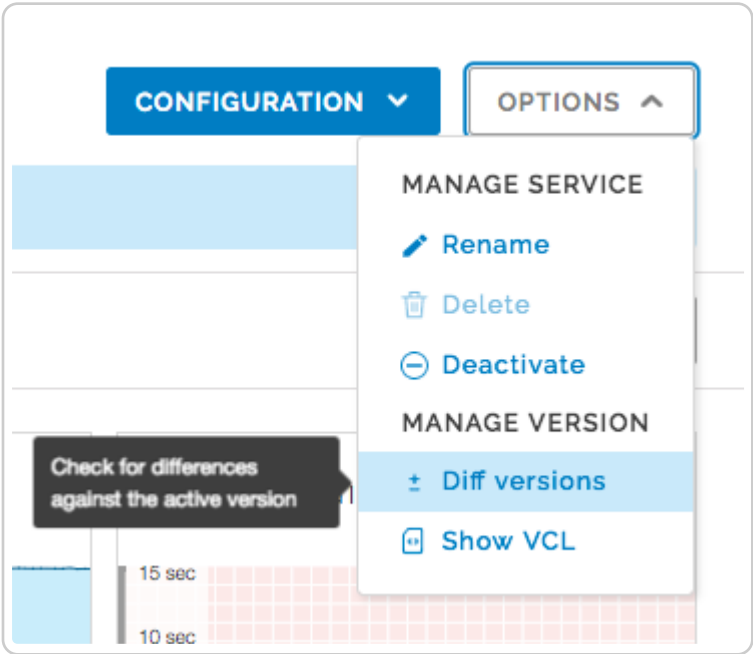 CONFIGURATION
OPTIONS
MANAGE SERVICE
Rename
Delete
Deactivate
MANAGE VERSION
Check for differences
against the active version
Diff versions
Show VCL
15 sec
10 sec